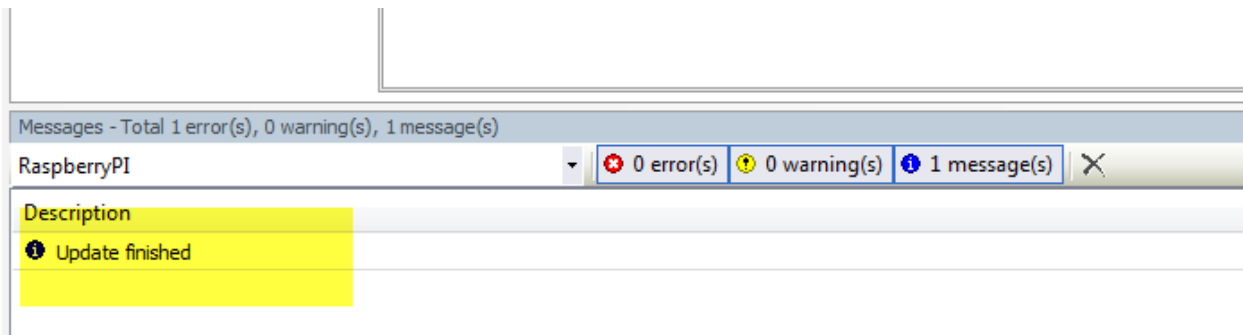 Messages - Total 1 error(s), 0 warning(s), 1 message(s)
RaspberryPI 0 error(s) 0 warning(s) 1 message(s)
Description
Update finished